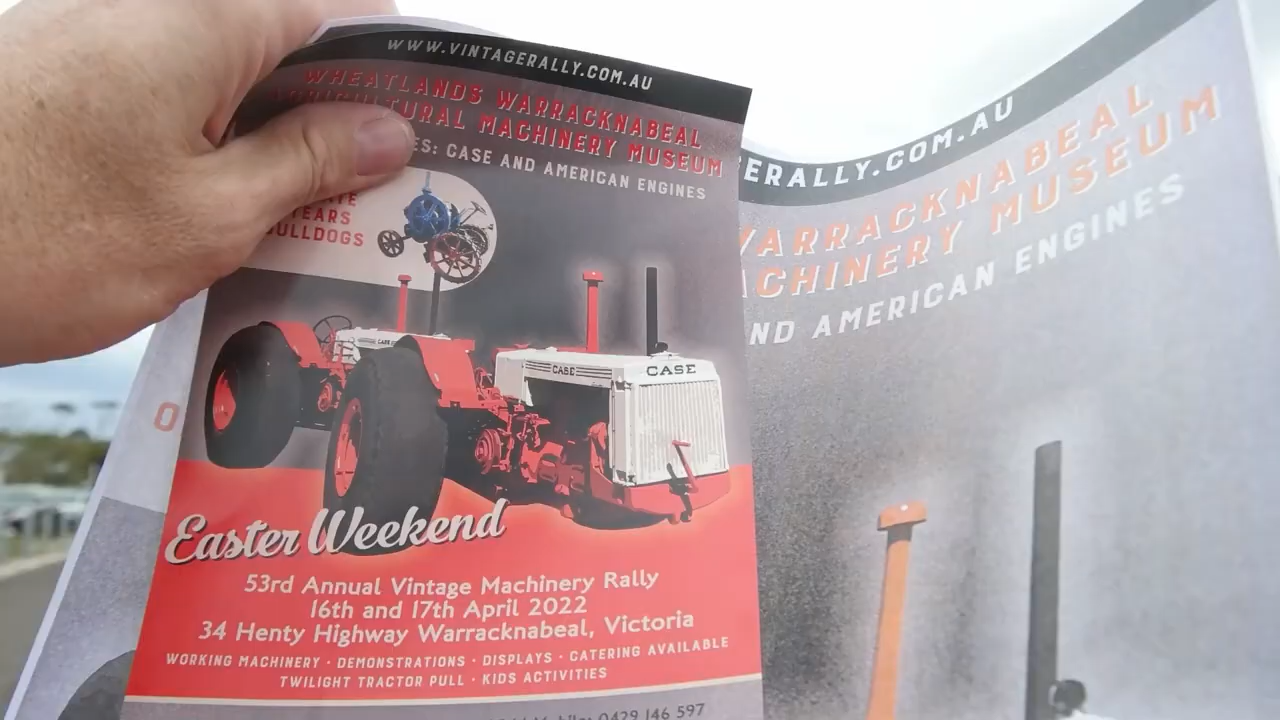 WWW.VINTAGERALLY.COM.AU
WHEATLANDS WARRACKNABEAL
AGRICULTURAL MACHINERY MUSEUM
ES: CASE AND AMERICAN ENGINES
YEARS
BULLDOGS
CASE
CASE
Easter Weekend
53rd Annual Vintage Machinery Rally
16th and 17th April 2022
34 Henty Highway Warracknabeal, Victoria
WORKING MACHINERY · DEMONSTRATIONS · DISPLAYS · CATERING AVAILABLE
TWILIGHT TRACTOR PULL · KIDS ACTIVITIES
0429 146 597
ERALLY.COM.AU
WARRACKNABEAL
ACHINERY MUSEUM
ND AMERICAN ENGINES
O